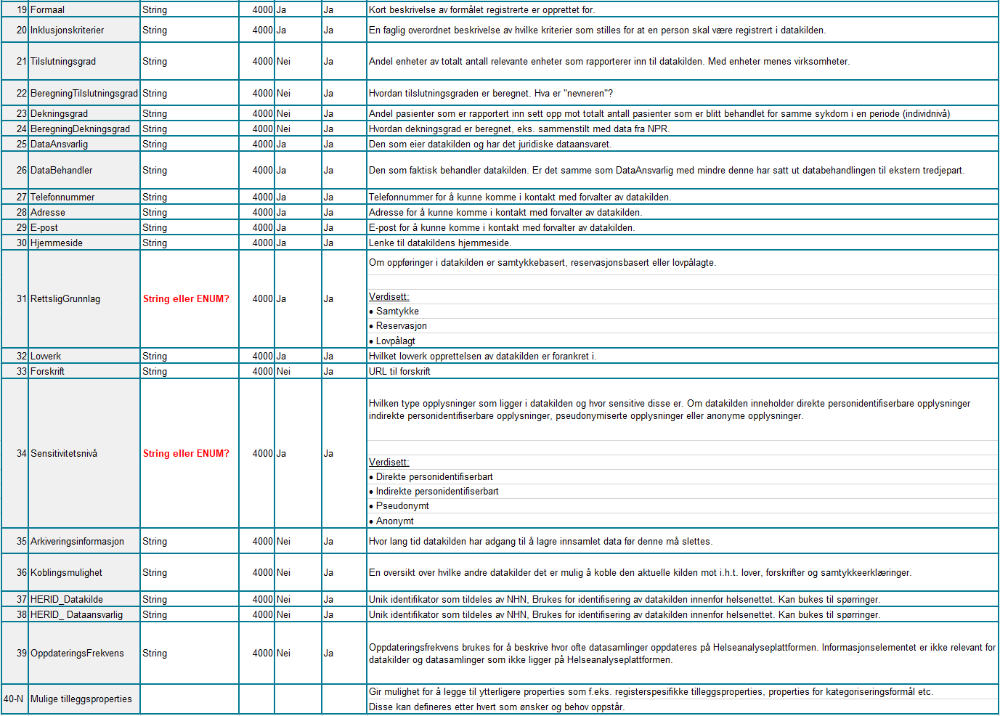 19 Formaal String 4000 Ja Ja Kort beskrivelse av formålet registrerte er opprettet for.
20 Inklusjonskriterier String 4000 Ja Ja En faglig overordnet beskrivelse av hvilke kriterier som stilles for at en person skal være registrert i datakilden.
21 Tilslutningsgrad String 4000 Nei Ja Andel enheter av totalt antall relevante enheter som rapporterer inn til datakilden. Med enheter menes virksomheter.
22 BeregningTilslutningsgrad String 4000 Nei Ja Hvordan tilslutningsgraden er beregnet. Hva er "nevneren"?
23 Dekningsgrad String 4000 Nei Ja Andel pasienter som er rapportert inn sett opp mot totalt antall pasienter som er blitt behandlet for samme sykdom i en periode (individnivå)
24 BeregningDekningsgrad String 4000 Nei Ja Hvordan dekningsgrad er beregnet, eks. sammenstilt med data fra NPR.
25 DataAnsvarlig String 4000 Ja Ja Den som eier datakilden og har det juridiske dataansvaret.
26 DataBehandler String 4000 Ja Ja Den som faktisk behandler datakilden. Er det samme som DataAnsvarlig med mindre denne har satt ut databehandlingen til ekstern tredjepart.
27 Telefonnummer String 4000 Ja Ja Telefonnummer for å kunne komme i kontakt med forvalter av datakilden.
28 Adresse String 4000 Ja Ja Adresse for å kunne komme i kontakt med forvalter av datakilden.
29 E-post String 4000 Ja Ja E-post for å kunne komme i kontakt med forvalter av datakilden.
30 Hjemmeside String 4000 Ja Ja Lenke til datakildens hjemmeside.
Om oppføringer i datakilden er samtykkebasert, reservasjonsbasert eller lovpålagte.
31 RettsligGrunnlag String eller ENUM? 4000 Ja Ja
Verdisett:
• Samtykke
• Reservasjon
• Lovpålagt
32 Lovverk String 4000 Ja Ja Hvilket lovverk opprettelsen av datakilden er forankret i.
33 Forskrift String 4000 Nei Ja URL til forskrift
Hvilken type opplysninger som ligger i datakilden og hvor sensitive disse er. Om datakilden inneholder direkte personidentifiserbare opplysninger
indirekte personidentifiserbare opplysninger, pseudonymiserte opplysninger eller anonyme opplysninger.
34 Sensitivitetsnivå String eller ENUM? 4000 Ja Ja
Verdisett:
• Direkte personidentifiserbart
• Indirekte personidentifiserbart
• Pseudonymt
• Anonymt
35 Arkiveringsinformasjon String 4000 Nei Ja Hvor lang tid datakilden har adgang til å lagre innsamlet data før denne må slettes.
36 Koblingsmulighet String 4000 Nei Ja En oversikt over hvilke andre datakilder det er mulig å koble den aktuelle kilden mot i.h.t. lover, forskrifter og samtykkeerklæringer.
37 HERID_Datakilde String 4000 Nei Ja Unik identifikator som tildeles av NHN, Brukes for identifisering av datakilden innenfor helsenettet. Kan bukes til spørringer.
38 HERID_ Dataansvarlig String 4000 Nei Ja Unik identifikator som tildeles av NHN, Brukes for identifisering av datakilden innenfor helsenettet. Kan bukes til spørringer.
39 OppdateringsFrekvens String 4000 Nei Ja Oppdateringsfrekvens brukes for å beskrive hvor ofte datasamlinger oppdateres på Helseanalyseplattformen. Informasjonselementet er ikke relevant for
datakilder og datasamlinger som ikke ligger på Helseanalyseplattformen.
40-N Mulige tilleggsproperties Gir mulighet for å legge til ytterligere properties som f.eks. registerspesifikke tilleggsproperties, properties for kategoriseringsformål etc.
Disse kan defineres etter hvert som ønsker og behov oppstår.